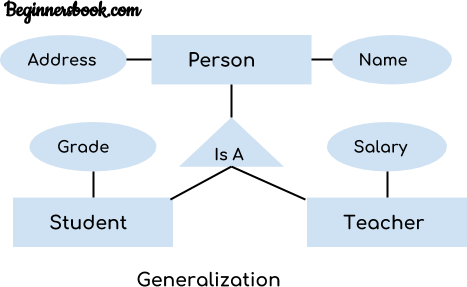 Beginnersbook.com
Address
Person
Name
Grade
Is A
Salary
Student
Teacher
Generalization